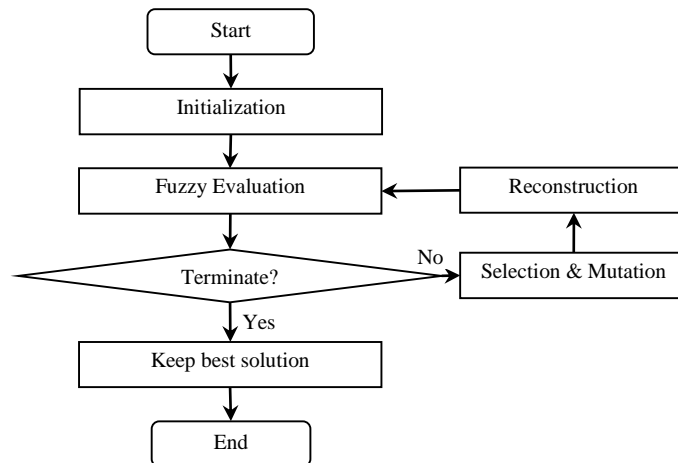 Start
Initialization
Fuzzy Evaluation
Reconstruction
Terminate?
No
Selection & Mutation
Yes
Keep best solution
End